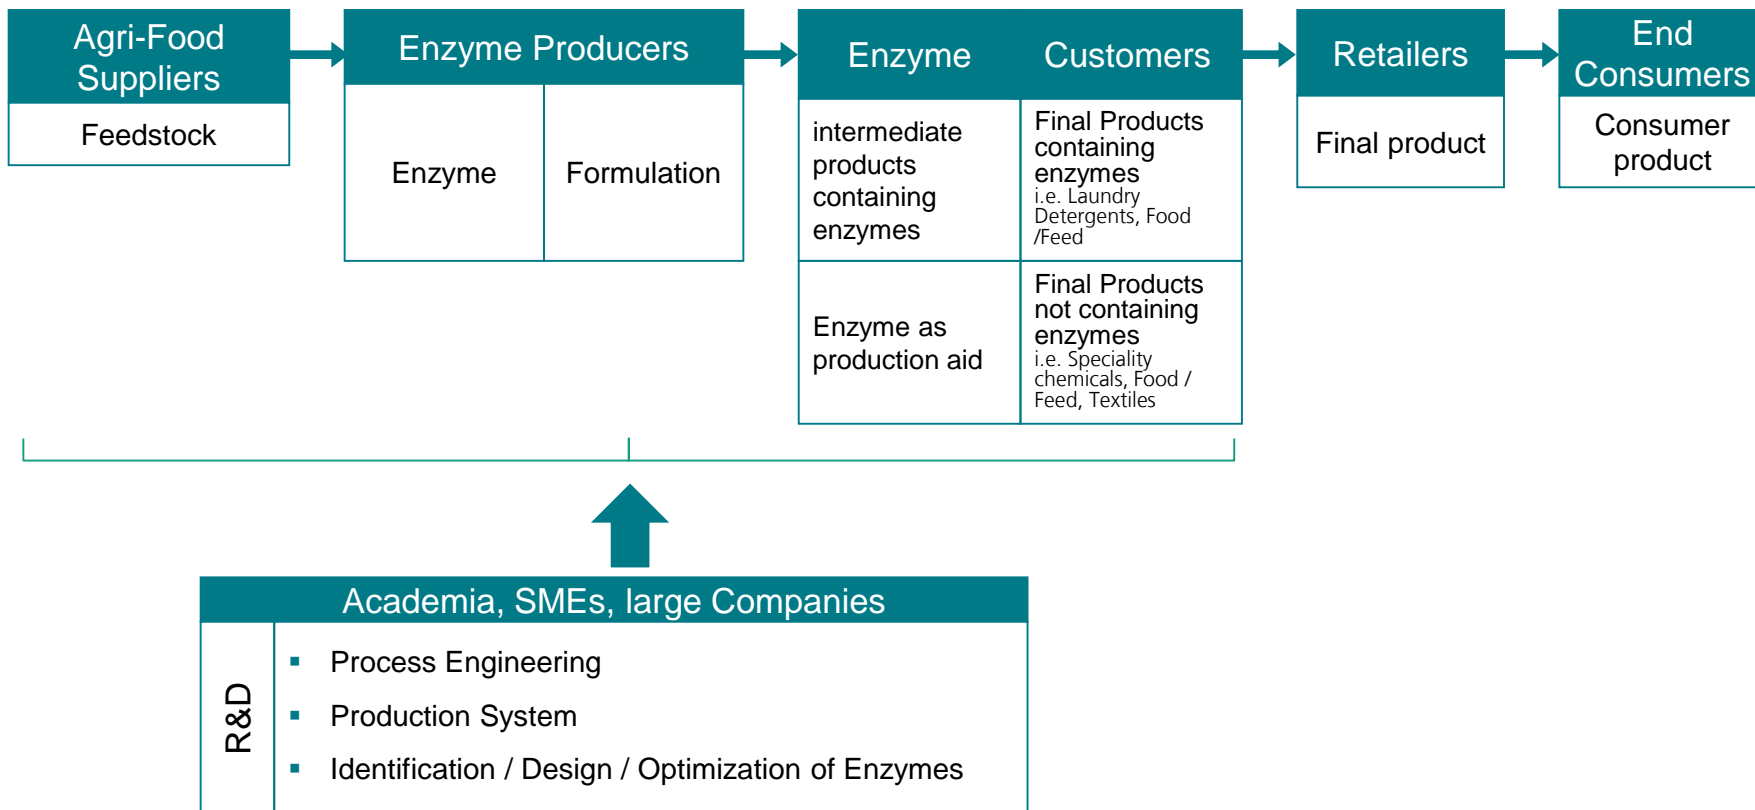 Agri-Food
Suppliers
Feedstock
Enzyme Producers
Enzyme
Formulation
Enzyme Customers
intermediate
products
containing
enzymes
Final Products
containing
enzymes
i.e. Laundry
Detergents, Food
/Feed
Enzyme as
production aid
Final Products
not containing
enzymes
i.e. Speciality
chemicals, Food /
Feed, Textiles
Retailers
Final product
End
Consumers
Consumer
product
Academia, SMEs, large Companies
R&D
▪ Process Engineering
▪ Production System
▪ Identification / Design / Optimization of Enzymes